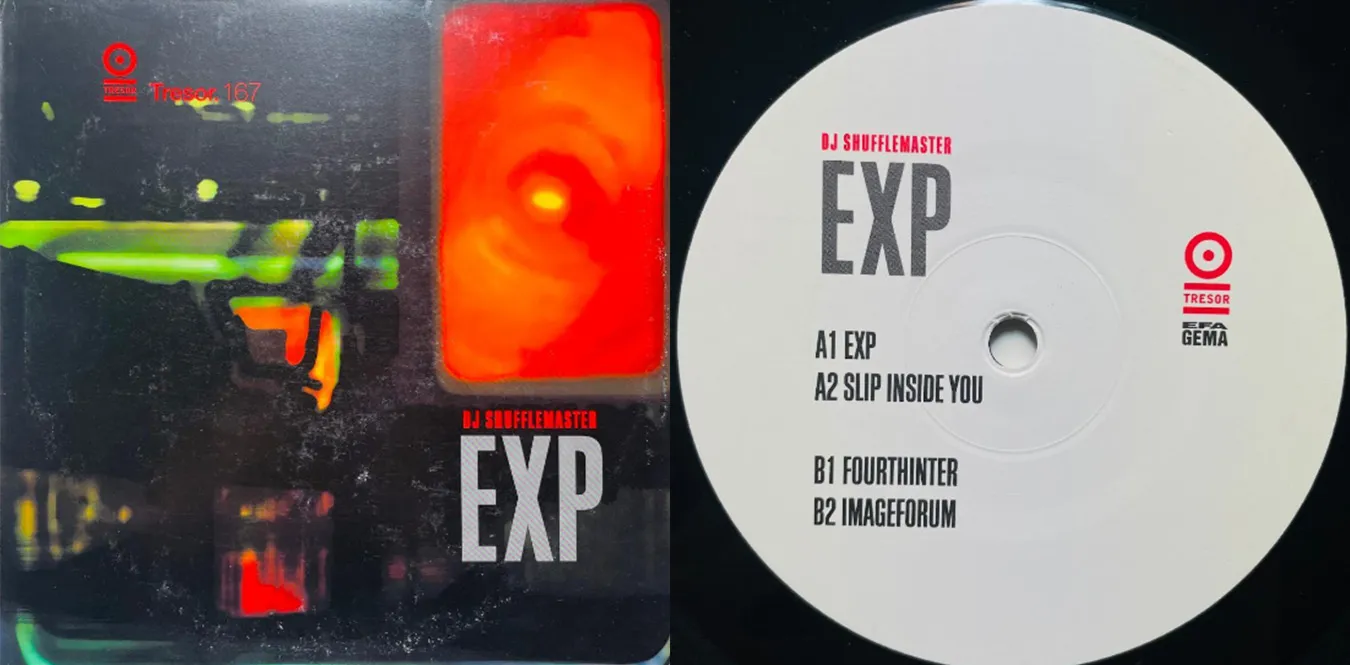 TRESOR
Tresor. 167
DJ SHUFFLEMASTER
EXP
DJ SHUFFLEMASTER
EXP
A1 EXP
A2 SLIP INSIDE YOU
B1 FOURTHINTER
B2 IMAGEFORUM
TRESOR
EFA
GEMA